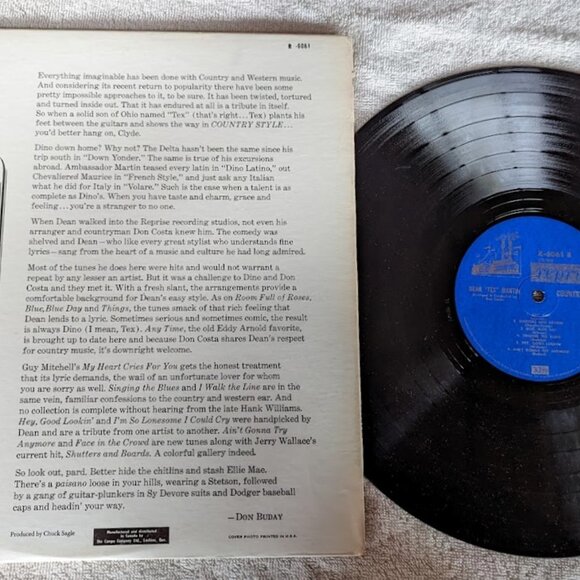 R -6061
Everything imaginable has been done with Country and Western music.
And considering its recent return to popularity there have been some
pretty impossible approaches to it, to be sure. It has been twisted, tortured
and turned inside out. That it has endured at all is a tribute in itself.
So when a solid son of Ohio named "Tex" (that's right...Tex) plants his
feet between the guitars and shows the way in COUNTRY STYLE...
you'd better hang on, Clyde.
Dino down home? Why not? The Delta hasn't been the same since his
trip south in "Down Yonder." The same is true of his excursions
abroad. Ambassador Martin teased every latin in "Dino Latino," out
Chevaliered Maurice in "French Style," and just ask any Italian
what he did for Italy in "Volare." Such is the case when a talent is as
complete as Dino's. When you have taste and charm, grace and
feeling...you're a stranger to no one.
When Dean walked into the Reprise recording studios, not even his
arranger and countryman Don Costa knew him. The comedy was
shelved and Dean—who like every great stylist who understands fine
lyrics—sang from the heart of a music and culture he had long admired.
Most of the tunes he does here were hits and would not warrant a
repeat by any lesser an artist. But it was a challenge to Dino and Don
Costa and they met it. With a fresh slant, the arrangements provide a
comfortable background for Dean's easy style. As on Room Full of Roses,
Blue, Blue Day and Things, the tunes smack of that rich feeling that
Dean lends to a lyric. Sometimes serious and sometimes comic, the result
is always Dino (I mean, Tex). Any Time, the old Eddy Arnold favorite,
is brought up to date here and because Don Costa shares Dean's respect
for country music, it's downright welcome.
Guy Mitchell's My Heart Cries For You gets the honest treatment
that its lyric demands, the wail of an unfortunate lover for whom
you are sorry as well. Singing the Blues and I Walk the Line are in the
same vein, familiar confessions to the country and western ear. And
no collection is complete without hearing from the late Hank Williams.
Hey, Good Lookin' and I'm So Lonesome I Could Cry were handpicked by
Dean and are a tribute from one artist to another. Ain't Gonna Try
Anymore and Face in the Crowd are new tunes along with Jerry Wallace's
current hit, Shutters and Boards. A colorful gallery indeed.
So look out, pard. Better hide the chitlins and stash Ellie Mae.
There's a paisano loose in your hills, wearing a Stetson, followed
by a gang of guitar-plunkers in Sy Devore suits and Dodger baseball
caps and headin' your way.
—DON BUDAY
Produced by Chuck Sagle
Manufactured and distributed
in Canada by
The Compo Company Ltd., Lachine, Que.
COVER PHOTO PRINTED IN U.S.A.
R-6061 B
DEAN "TEX" MARTIN
COUNTRY
33⅓